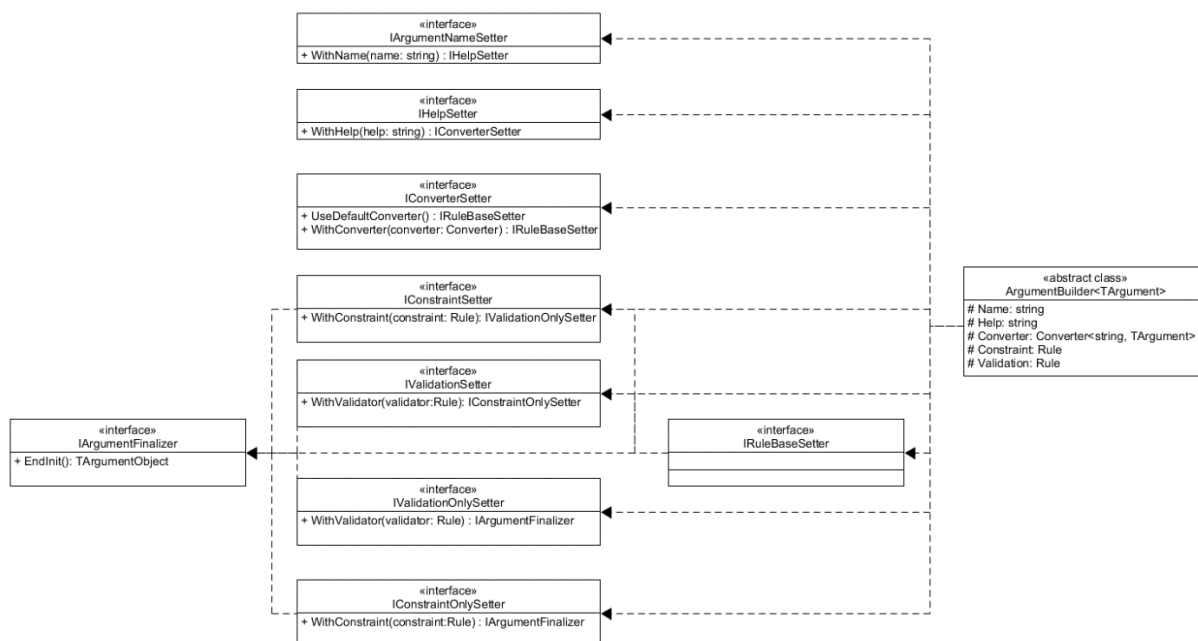 «interface»
IArgumentNameSetter
+ WithName(name: string) : IHelpSetter
«interface»
IHelpSetter
+ WithHelp(help: string) : IConverterSetter
«interface»
IConverterSetter
+ UseDefaultConverter() : IRuleBaseSetter
+ WithConverter(converter: Converter) : IRuleBaseSetter
«interface»
IConstraintSetter
+ WithConstraint(constraint: Rule): IValidationOnlySetter
«abstract class»
ArgumentBuilder<TArgument>
# Name: string
# Help: string
# Converter: Converter<string, TArgument>
# Constraint: Rule
# Validation: Rule
«interface»
IValidationSetter
+ WithValidator(validator:Rule): IConstraintOnlySetter
«interface»
IArgumentFinalizer
+ EndInit(): TArgumentObject
«interface»
IRuleBaseSetter
«interface»
IValidationOnlySetter
+ WithValidator(validator: Rule) : IArgumentFinalizer
«interface»
IConstraintOnlySetter
+ WithConstraint(constraint:Rule) : IArgumentFinalizer